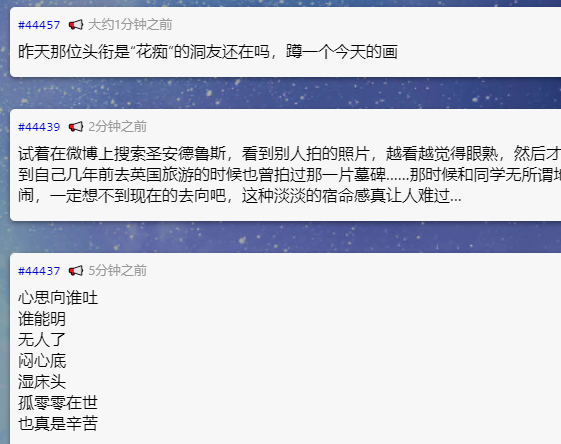 #44457 大约1分钟之前
昨天那位头衔是“花痴”的洞友还在吗，蹲一个今天的画
#44439 2分钟之前
试着在微博上搜索圣安德鲁斯，看到别人拍的照片，越看越觉得眼熟，然后才
到自己几年前去英国旅游的时候也曾拍过那一片墓碑......那时候和同学无所谓
闹，一定想不到现在的去向吧，这种淡淡的宿命感真让人难过...
#44437 5分钟之前
心思向谁吐
谁能明
无人了
闷心底
湿床头
孤零零在世
也真是辛苦